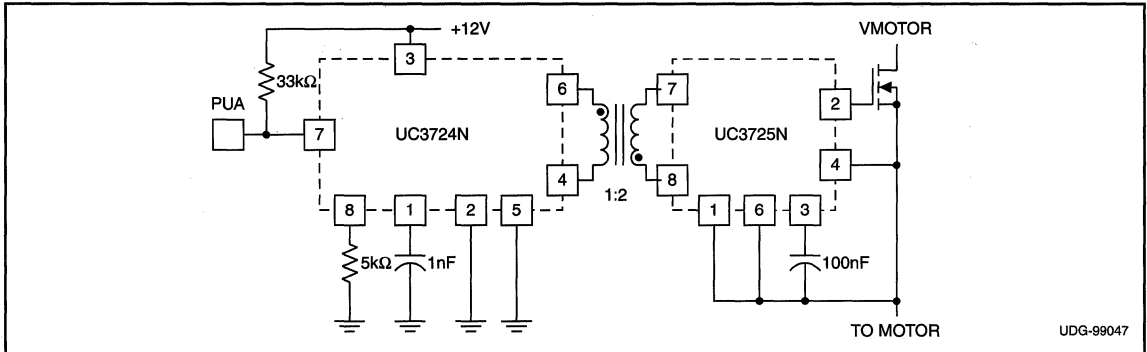 +12V
VMOTOR
3
33kΩ
6
7
2
PUA
7
UC3724N
UC3725N
4
4
8
1:2
8
1
2
5
1
6
3
5kΩ
1nF
100nF
TO MOTOR
UDG-99047